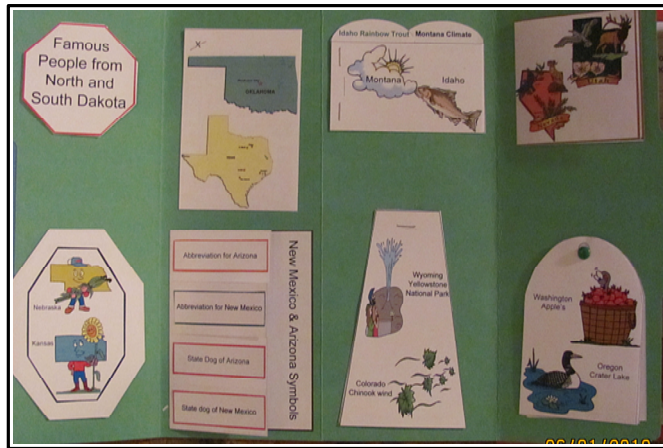 Famous
People from
North and
South Dakota
OKLAHOMA
Idaho Rainbow Trout
Montana Climate
Montana
Idaho
Nebraska
Kansas
Abbreviation for Arizona
Abbreviation for New Mexico
State Dog of Arizona
State dog of New Mexico
New Mexico & Arizona Symbols
Wyoming
Yellowstone
National Park
Colorado
Chinook wind
Washington
Apple's
Oregon
Crater Lake